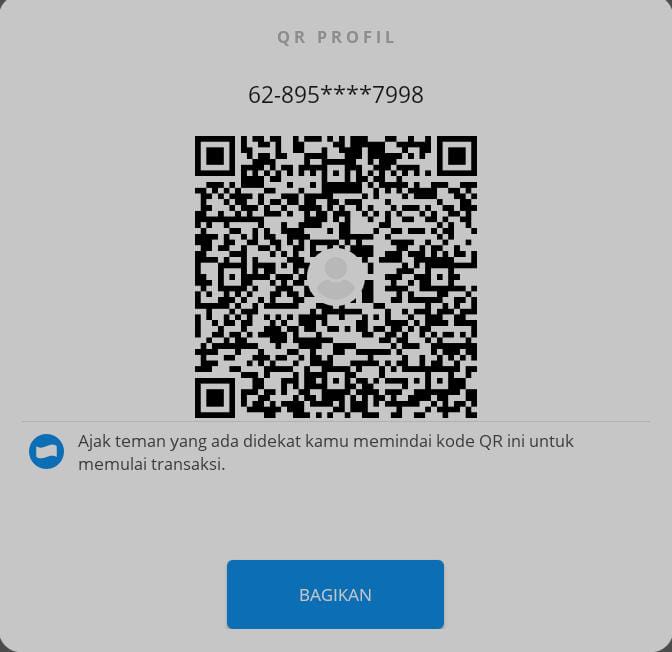 QR PROFIL
62-895****7998
Ajak teman yang ada didekat kamu memindai kode QR ini untuk
memulai transaksi.
BAGIKAN